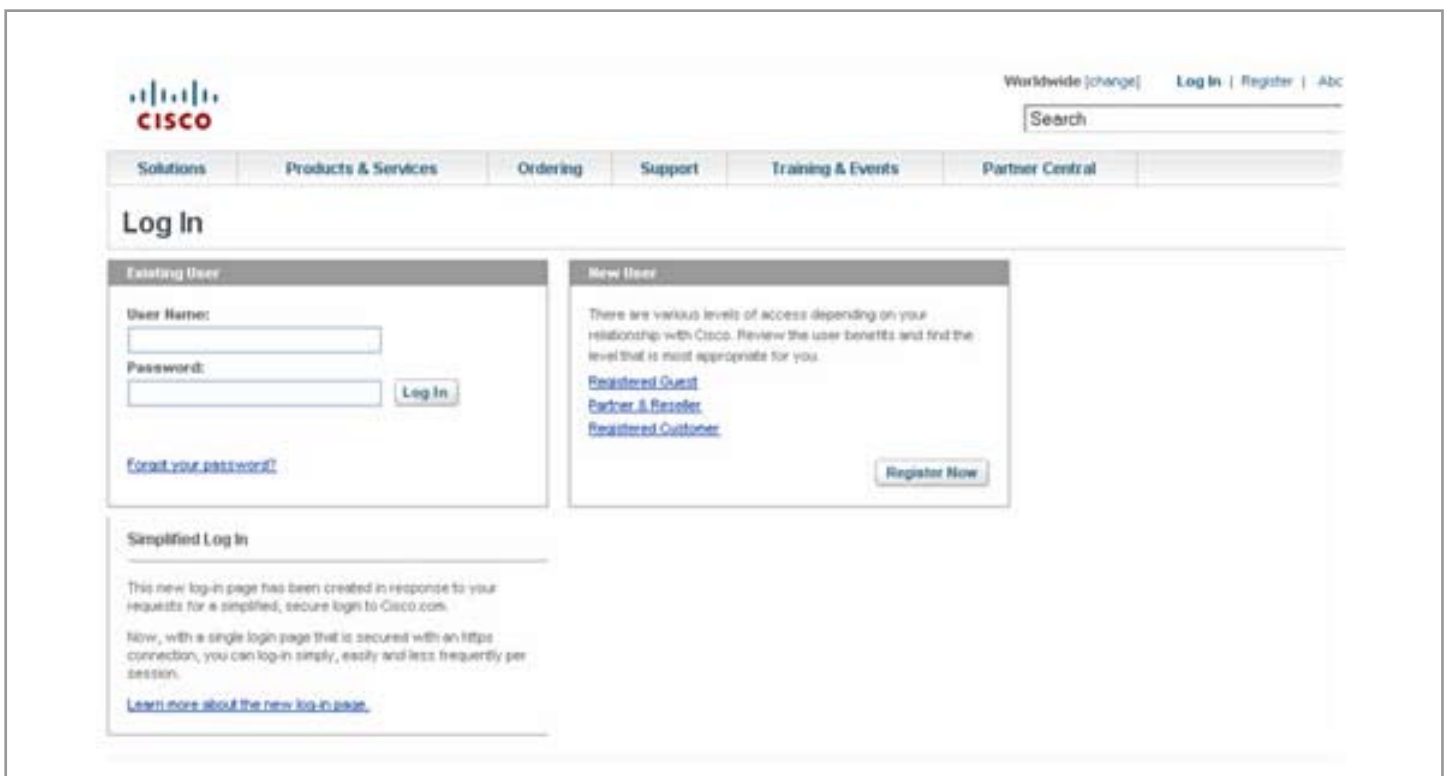 Worldwide [change] Log In | Register | Abc
CISCO
Search
Solutions Products & Services Ordering Support Training & Events Partner Central
Log In
Existing User
User Name:
Password:
Log In
Forgot your password?
New User
There are various levels of access depending on your
relationship with Cisco. Review the user benefits and find the
level that is most appropriate for you.
Registered Guest
Partner & Reseller
Registered Customer
Register Now
Simplified Log In
This new log-in page has been created in response to your
requests for a simplified, secure login to Cisco.com.
Now, with a single login page that is secured with an https
connection, you can log-in simply, easily and less frequently per
session.
Learn more about the new log-in page.